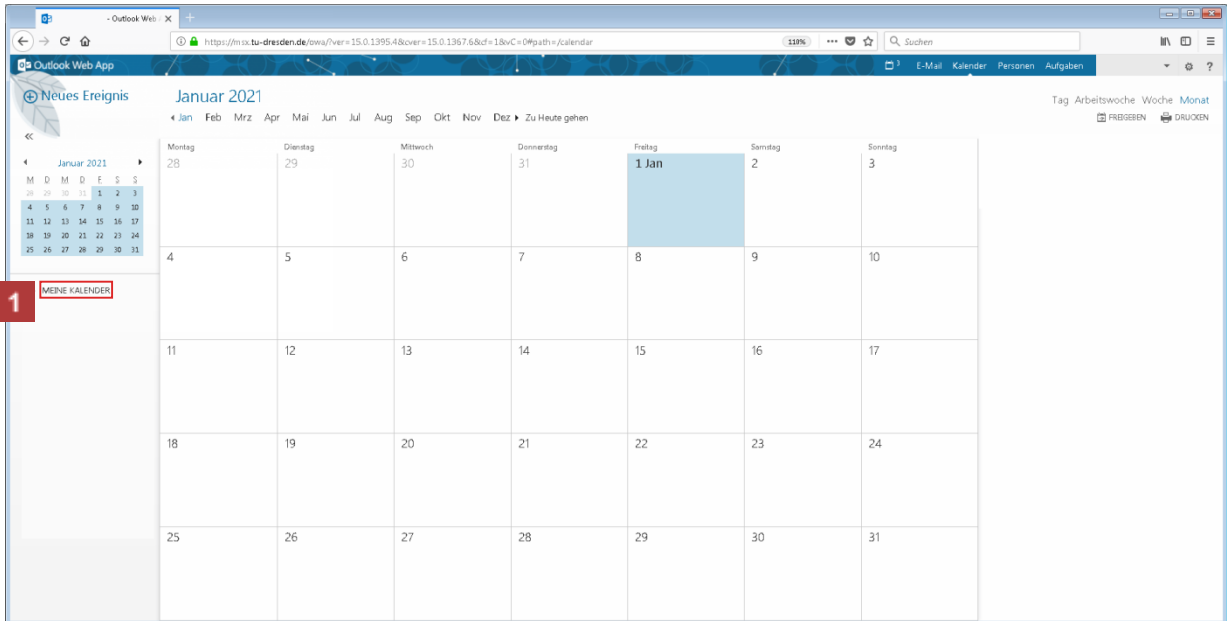 - Outlook Web
https://msx.tu-dresden.de/owa/?ver=15.0.1395.4&cver=15.0.1367.6&cf=1&vC=0#path=/calendar
110%
Suchen
Outlook Web App
3 E-Mail Kalender Personen Aufgaben ?
Neues Ereignis
Januar 2021
Tag Arbeitswoche Woche Monat
Jan Feb Mrz Apr Mai Jun Jul Aug Sep Okt Nov Dez Zu Heute gehen
FREIGEBEN DRUCKEN
«
Januar 2021
M D M D F S S
28 29 30 31 1 2 3
4 5 6 7 8 9 10
11 12 13 14 15 16 17
18 19 20 21 22 23 24
25 26 27 28 29 30 31
1
MEINE KALENDER
Montag Dienstag Mittwoch Donnerstag Freitag Samstag Sonntag
28 29 30 31 1 Jan 2 3
4 5 6 7 8 9 10
11 12 13 14 15 16 17
18 19 20 21 22 23 24
25 26 27 28 29 30 31